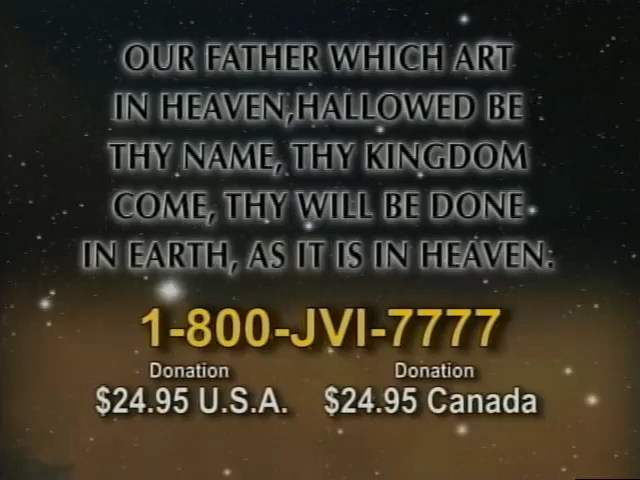 OUR FATHER WHICH ART
IN HEAVEN,HALLOWED BE
THY NAME, THY KINGDOM
COME, THY WILL BE DONE
IN EARTH, AS IT IS IN HEAVEN.
1-800-JVI-7777
Donation Donation
$24.95 U.S.A. $24.95 Canada